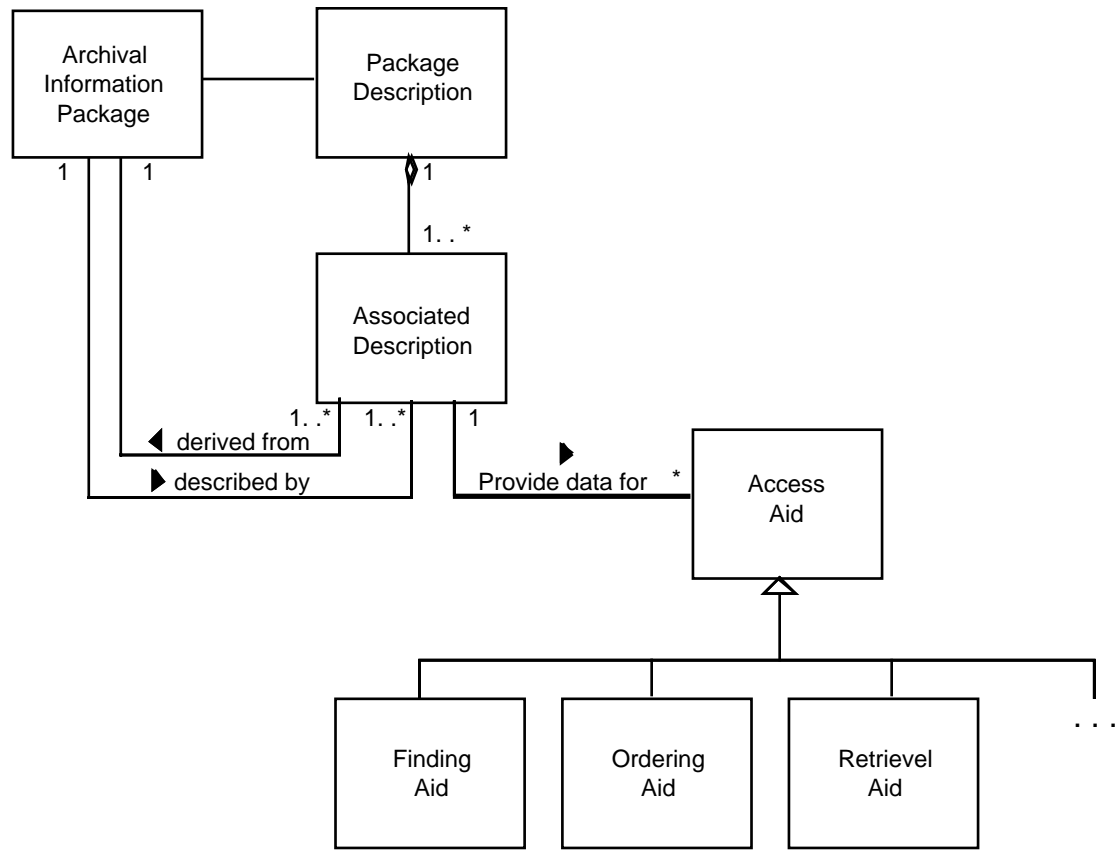 Archival
Information
Package
Package
Description
1
1
1
1. . *
Associated
Description
1. .*
1. .*
1
derived from
described by
Provide data for
*
Access
Aid
Finding
Aid
Ordering
Aid
Retrievel
Aid
. . .